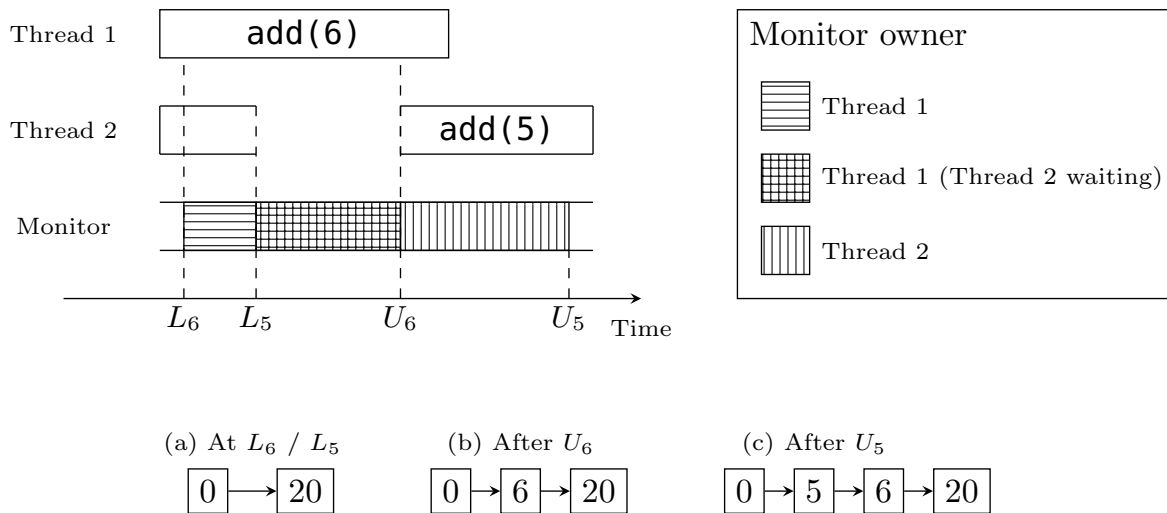 Thread 1
add(6)
Monitor owner
Thread 1
Thread 2
add(5)
Thread 1 (Thread 2 waiting)
Monitor
Thread 2
L₆
L₅
U₆
U₅
Time
(a) At L₆ / L₅
(b) After U₆
(c) After U₅
0
20
0
6
20
0
5
6
20